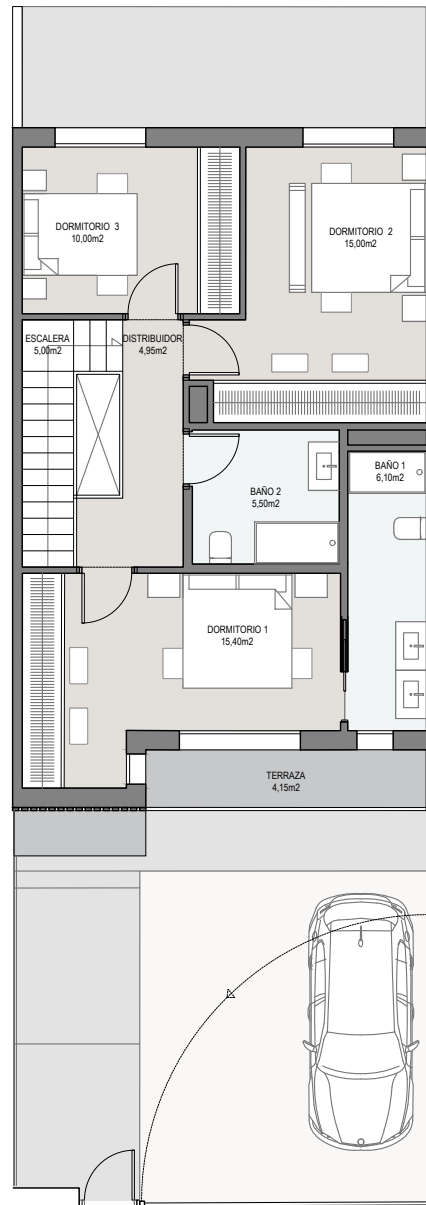 DORMITORIO 3
10,00m2
DORMITORIO 2
15,00m2
ESCALERA
5,00m2
DISTRIBUIDOR
4,95m2
BAÑO 2
5,50m2
BAÑO 1
6,10m2
DORMITORIO 1
15,40m2
TERRAZA
4,15m2